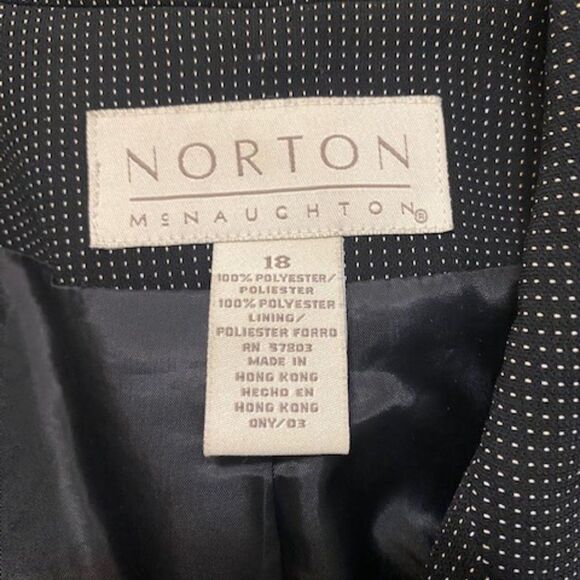 NORTON
McNAUGHTON®
18
100% POLYESTER/
POLIESTER
100% POLYESTER
LINING/
POLIESTER FORRO
RN 57803
MADE IN
HONG KONG
HECHO EN
HONG KONG
ONY/03